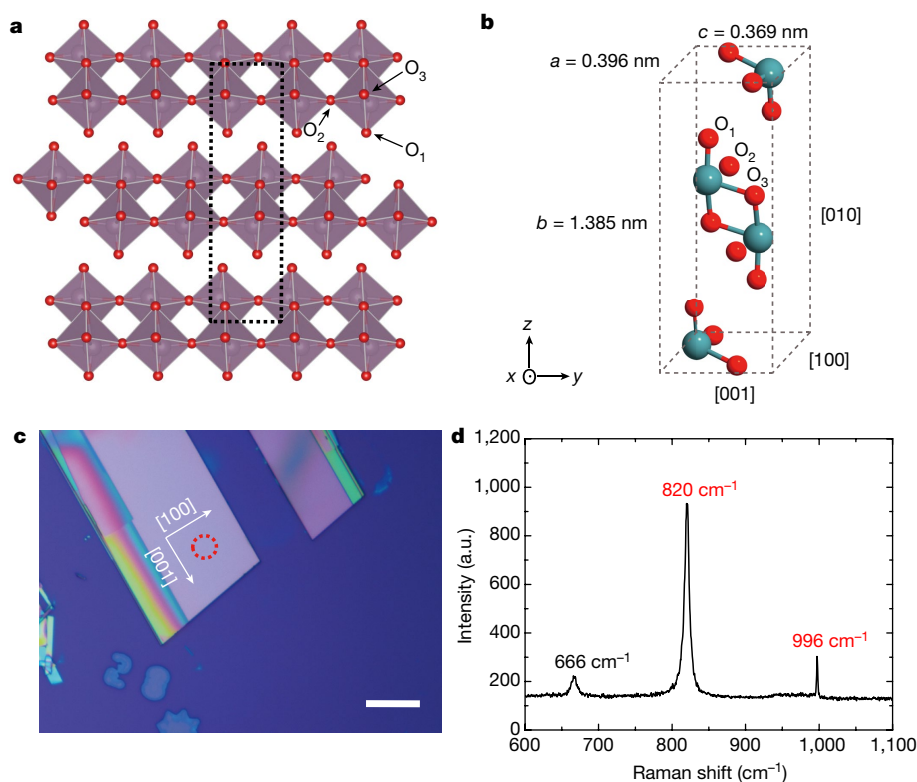 a
O₃
O₂
O₁
b
c = 0.369 nm
a = 0.396 nm
O₁
O₂
O₃
b = 1.385 nm
[010]
z
x
y
[100]
[001]
c
[100]
[001]
d
1,200
1,000
800
600
400
200
0
Intensity (a.u.)
820 cm⁻¹
996 cm⁻¹
666 cm⁻¹
600
700
800
900
1,000
1,100
Raman shift (cm⁻¹)